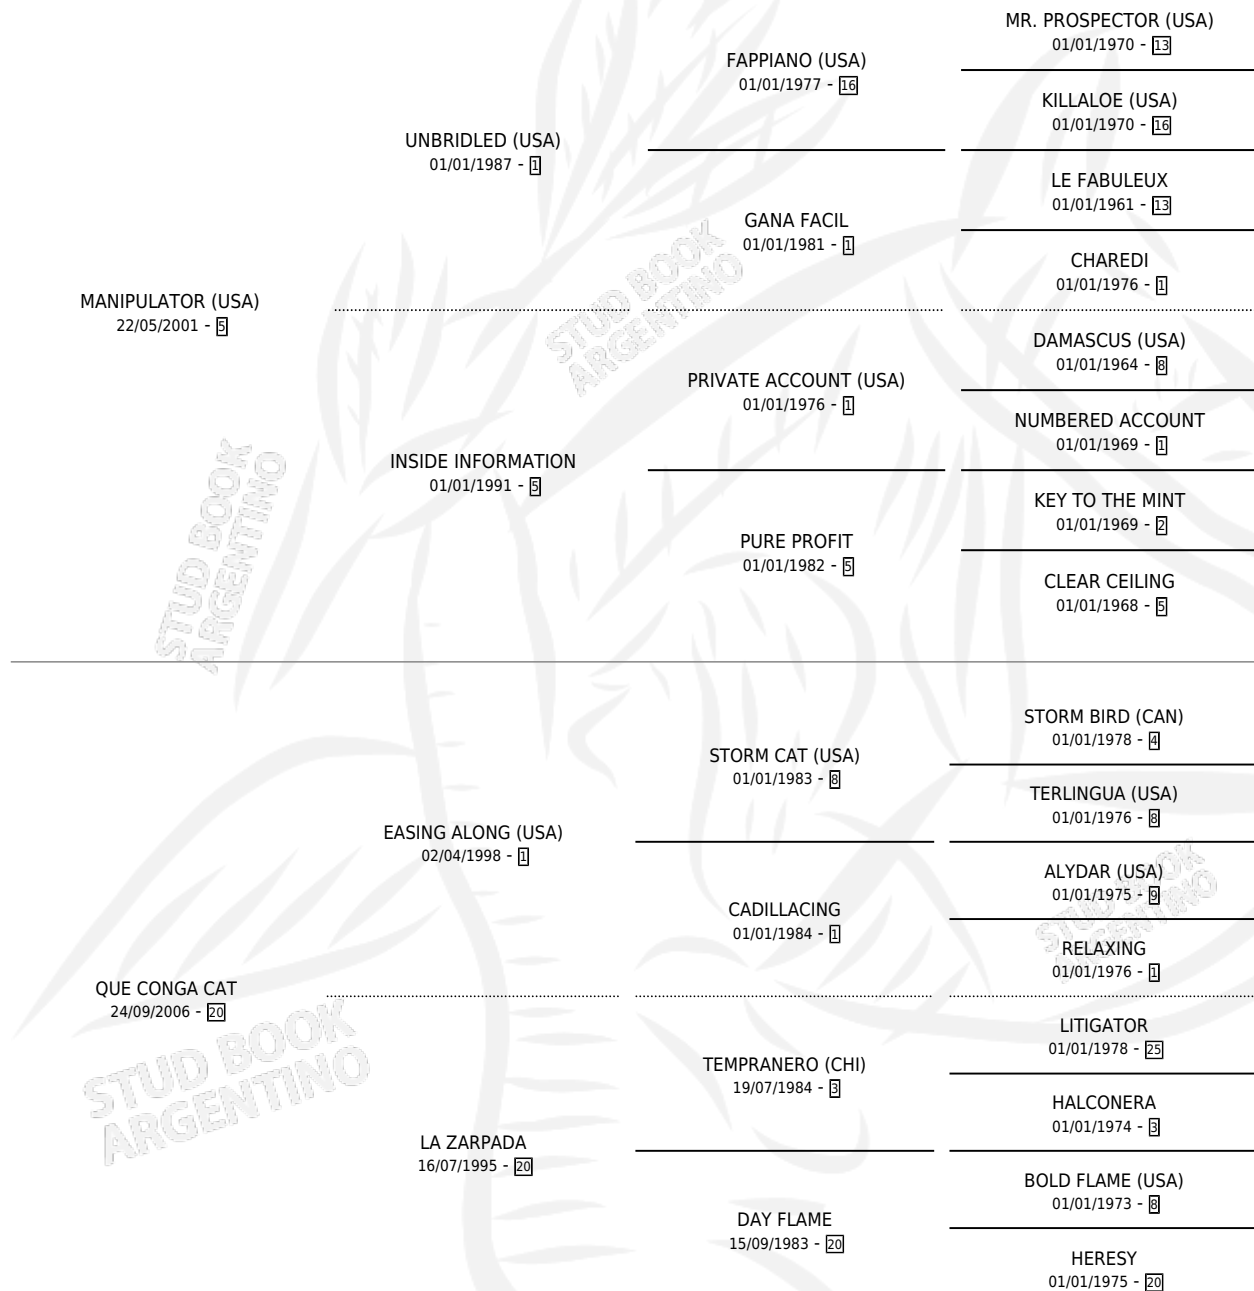 MANIPULATOR (USA)
22/05/2001 - 5
UNBRIDLED (USA)
01/01/1987 - 1
FAPPIANO (USA)
01/01/1977 - 16
MR. PROSPECTOR (USA)
01/01/1970 - 13
KILLALOE (USA)
01/01/1970 - 16
GANA FACIL
01/01/1981 - 1
LE FABULEUX
01/01/1961 - 13
CHAREDI
01/01/1976 - 1
INSIDE INFORMATION
01/01/1991 - 5
PRIVATE ACCOUNT (USA)
01/01/1976 - 1
DAMASCUS (USA)
01/01/1964 - 8
NUMBERED ACCOUNT
01/01/1969 - 1
PURE PROFIT
01/01/1982 - 5
KEY TO THE MINT
01/01/1969 - 2
CLEAR CEILING
01/01/1968 - 5
QUE CONGA CAT
24/09/2006 - 20
EASING ALONG (USA)
02/04/1998 - 1
STORM CAT (USA)
01/01/1983 - 8
STORM BIRD (CAN)
01/01/1978 - 4
TERLINGUA (USA)
01/01/1976 - 8
CADILLACING
01/01/1984 - 1
ALYDAR (USA)
01/01/1975 - 9
RELAXING
01/01/1976 - 1
LA ZARPADA
16/07/1995 - 20
TEMPRANERO (CHI)
19/07/1984 - 3
LITIGATOR
01/01/1978 - 25
HALCONERA
01/01/1974 - 3
DAY FLAME
15/09/1983 - 20
BOLD FLAME (USA)
01/01/1973 - 8
HERESY
01/01/1975 - 20
STUD BOOK
ARGENTINO
STUD BOOK
ARGENTINO
STUD BOOK
ARGENTINO
STUD BOOK
ARGENTINO